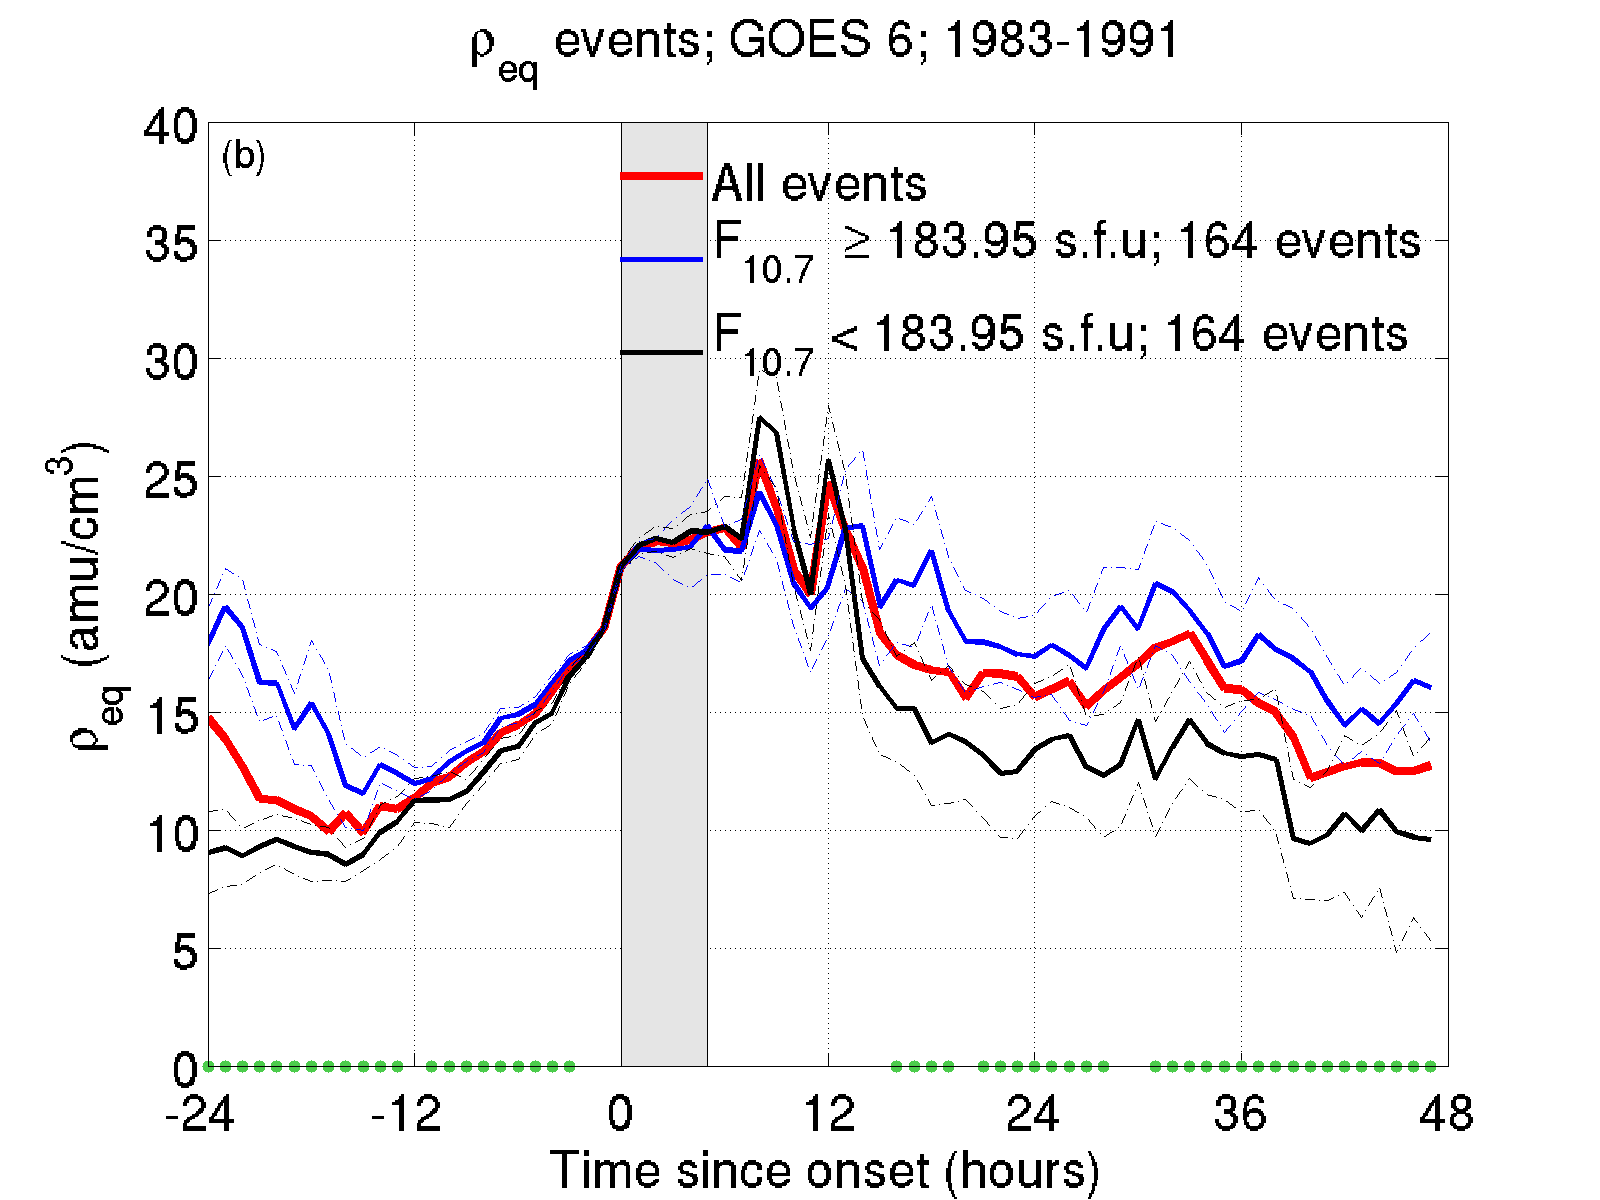 ρeq events; GOES 6; 1983-1991
(b)
All events
F10.7 ≥ 183.95 s.f.u; 164 events
F10.7 < 183.95 s.f.u; 164 events
40
35
30
25
20
15
10
5
0
ρeq (amu/cm3)
-24 -12 0 12 24 36 48
Time since onset (hours)